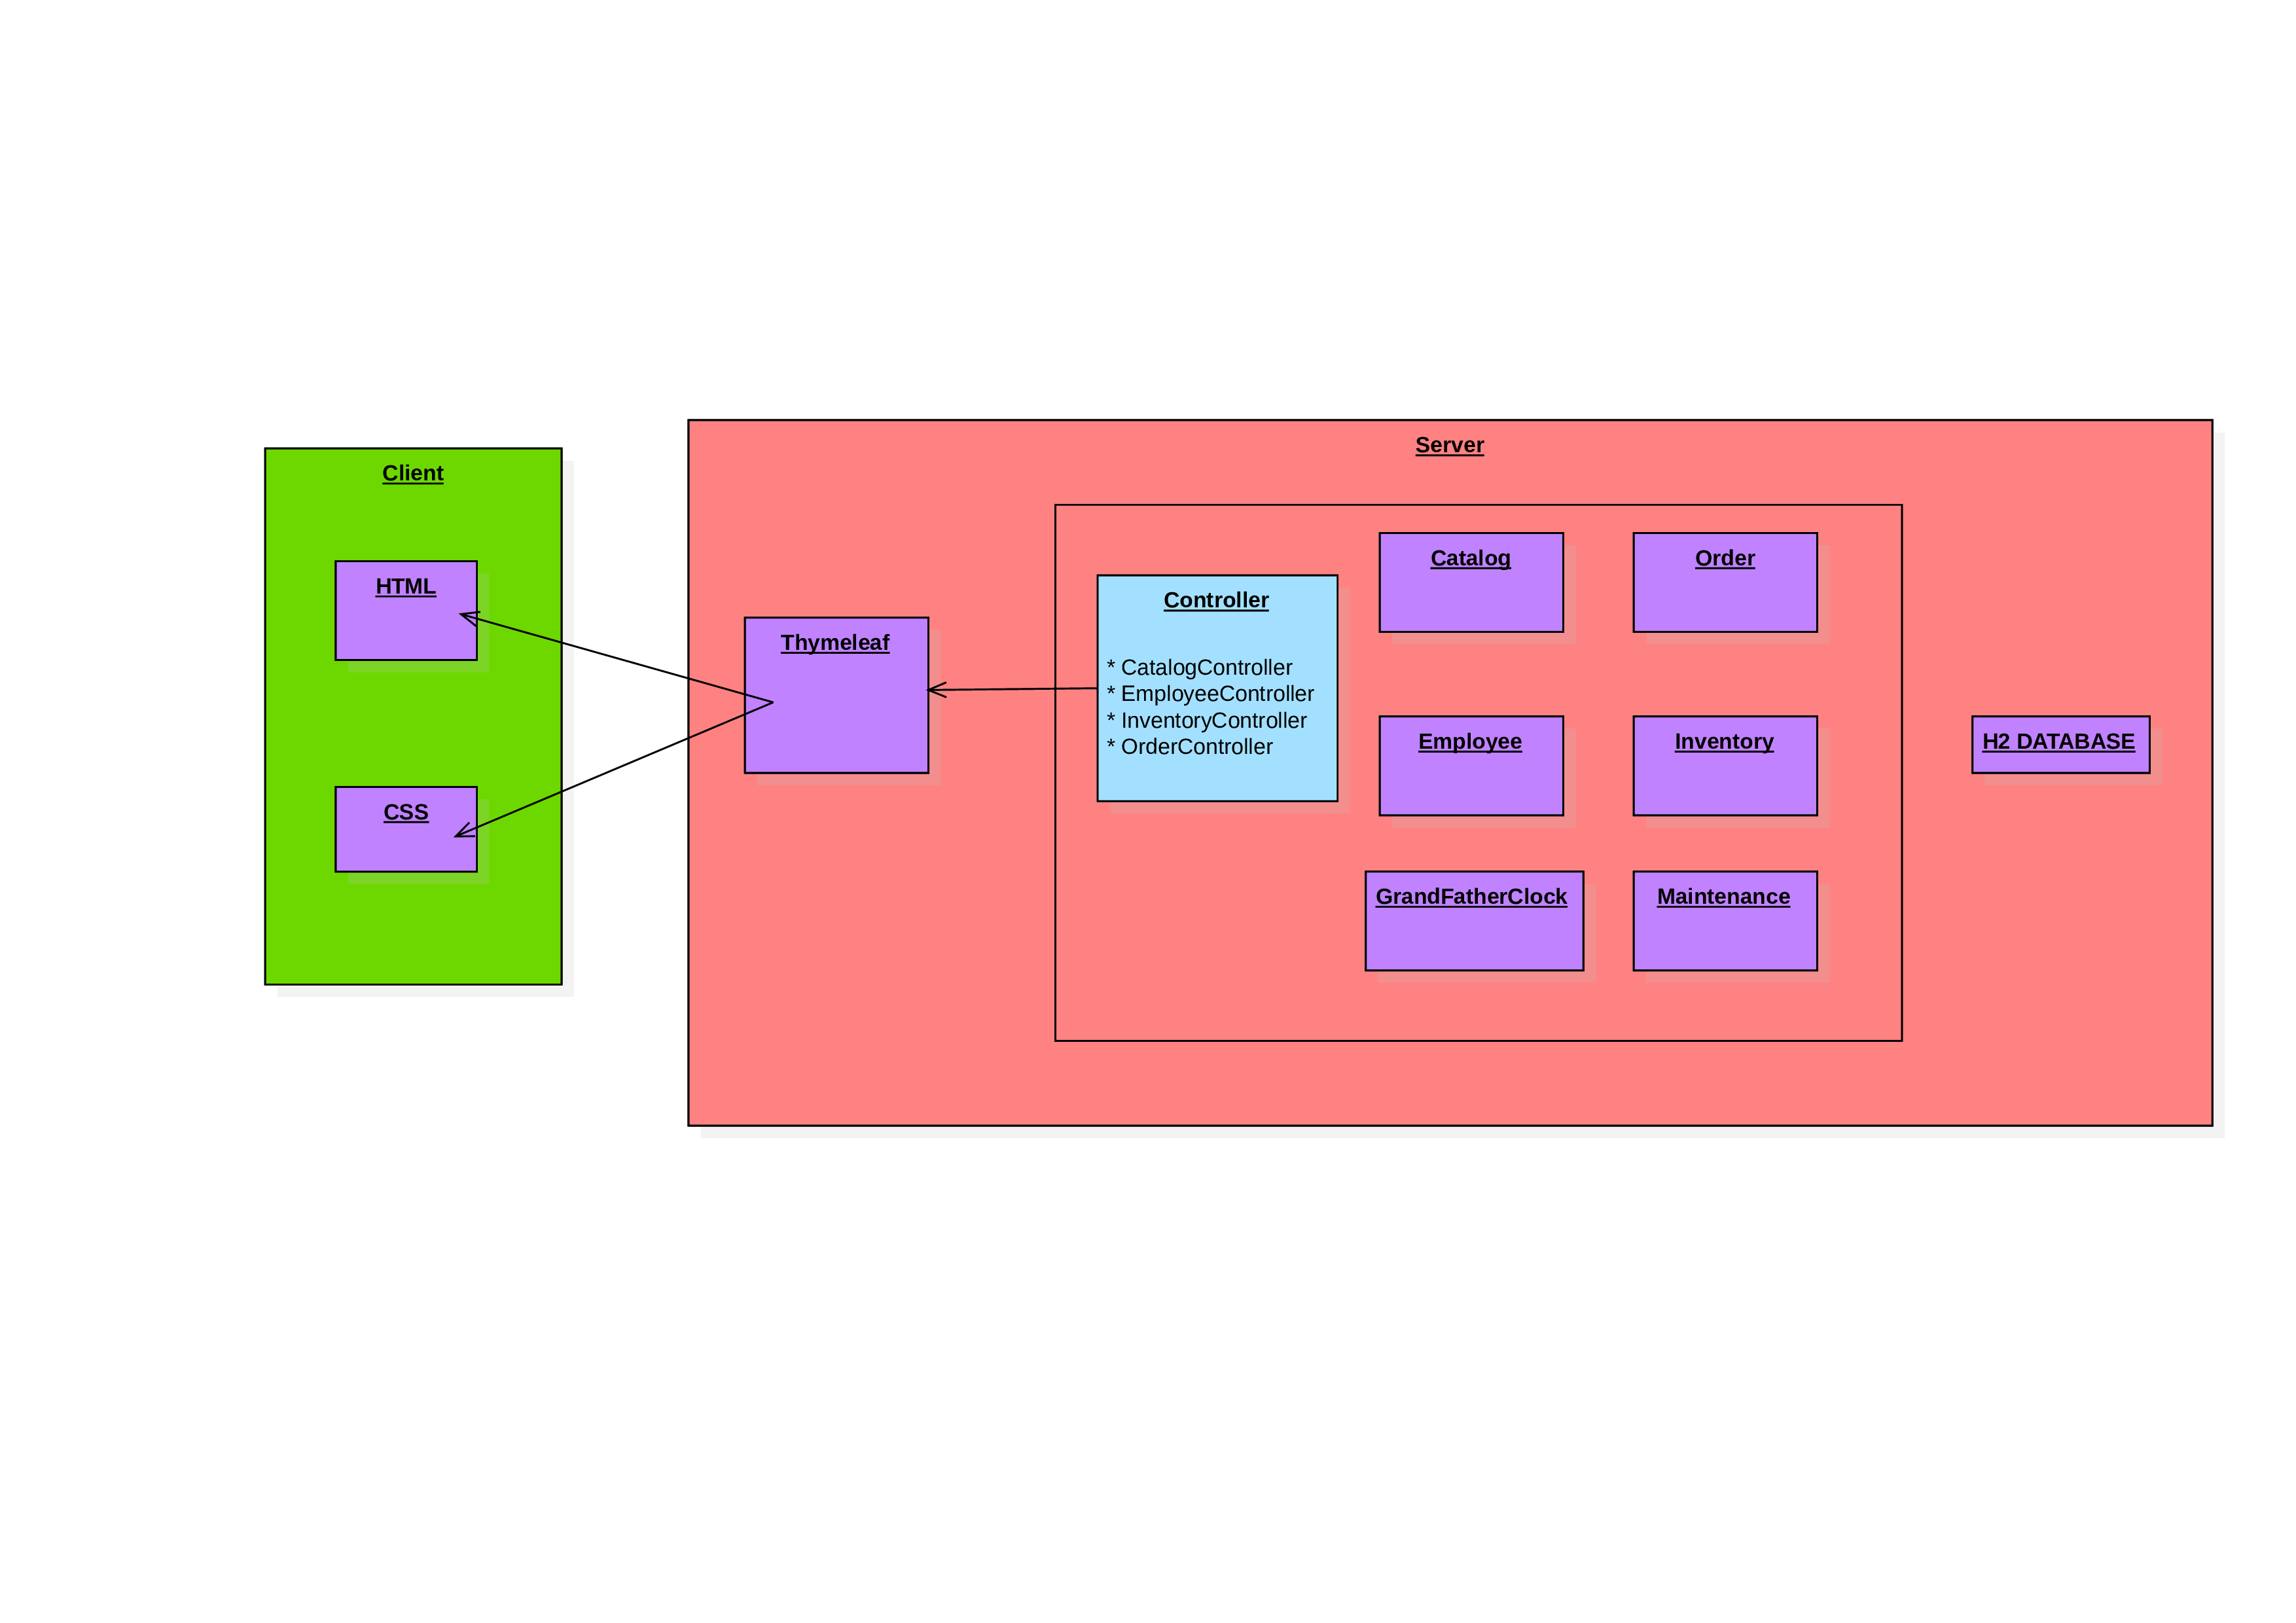 Client
HTML
CSS
Server
Thymeleaf
Controller
* CatalogController
* EmployeeController
* InventoryController
* OrderController
Catalog
Order
Employee
Inventory
GrandFatherClock
Maintenance
H2 DATABASE